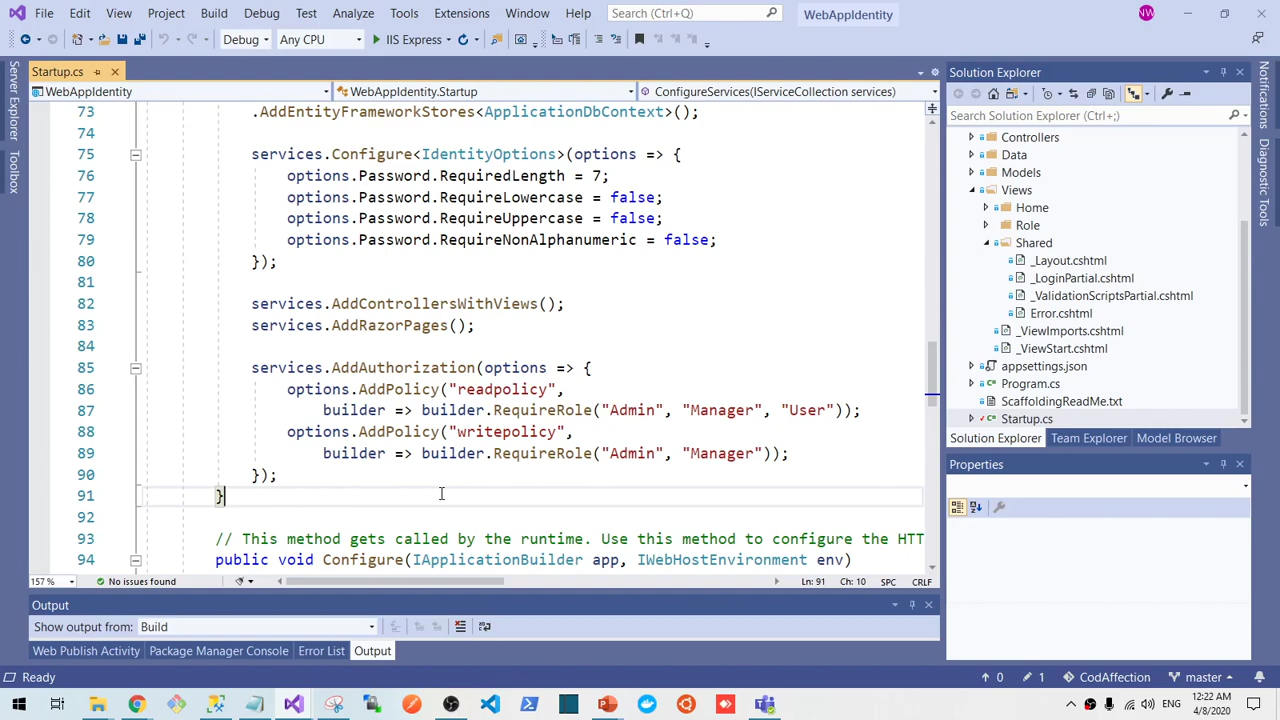 File Edit View Project Build Debug Test Analyze Tools Extensions Window Help Search (Ctrl+Q) WebAppIdentity NW
Debug Any CPU IIS Express
Server Explorer
Toolbox
Startup.cs
WebAppIdentity WebAppIdentity.Startup ConfigureServices(IServiceCollection services)
73 .AddEntityFrameworkStores<ApplicationDbContext>();
74
75 services.Configure<IdentityOptions>(options => {
76 options.Password.RequiredLength = 7;
77 options.Password.RequireLowercase = false;
78 options.Password.RequireUppercase = false;
79 options.Password.RequireNonAlphanumeric = false;
80 });
81
82 services.AddControllersWithViews();
83 services.AddRazorPages();
84
85 services.AddAuthorization(options => {
86 options.AddPolicy("readpolicy",
87 builder => builder.RequireRole("Admin", "Manager", "User"));
88 options.AddPolicy("writepolicy",
89 builder => builder.RequireRole("Admin", "Manager"));
90 });
91 }
92
93 // This method gets called by the runtime. Use this method to configure the HTT
94 public void Configure(IApplicationBuilder app, IWebHostEnvironment env)
157 % No issues found Ln: 91 Ch: 10 SPC CRLF
Output
Show output from: Build
Web Publish Activity Package Manager Console Error List Output
Solution Explorer
Search Solution Explorer (Ctrl+;)
Controllers
Data
Models
Views
Home
Role
Shared
_Layout.cshtml
_LoginPartial.cshtml
_ValidationScriptsPartial.cshtml
Error.cshtml
_ViewImports.cshtml
_ViewStart.cshtml
appsettings.json
Program.cs
ScaffoldingReadMe.txt
Startup.cs
Solution Explorer Team Explorer Model Browser
Properties
Notifications
Diagnostic Tools
Ready 0 1 CodAffection master
ENG 12:22 AM
4/8/2020